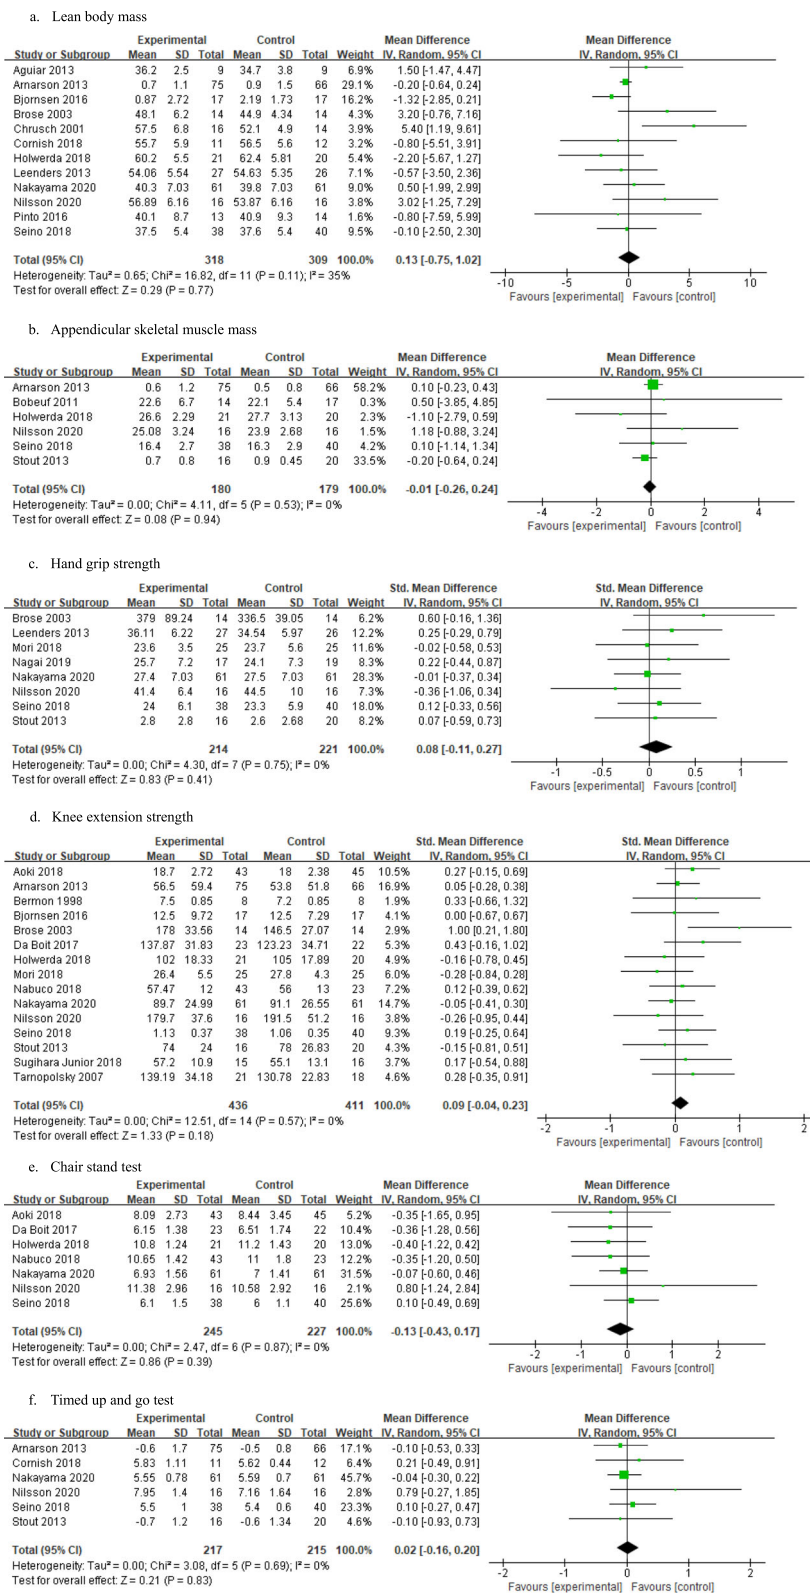 a. Lean body mass
Experimental Control Mean Difference Mean Difference
Study or Subgroup Mean SD Total Mean SD Total Weight IV, Random, 95% CI IV, Random, 95% CI
Aguiar 2013 36.2 2.5 9 34.7 3.8 9 6.9% 1.50 [-1.47, 4.47]
Arnarson 2013 0.7 1.1 75 0.9 1.5 66 29.1% -0.20 [-0.64, 0.24]
Bjornsen 2016 0.87 2.72 17 2.19 1.73 17 16.2% -1.32 [-2.85, 0.21]
Brose 2003 48.1 6.2 14 44.9 4.34 14 4.3% 3.20 [-0.76, 7.16]
Chrusch 2001 57.5 6.8 16 52.1 4.9 14 3.9% 5.40 [1.19, 9.61]
Cornish 2018 55.7 5.9 11 56.5 5.6 12 3.2% -0.80 [-5.51, 3.91]
Holwerda 2018 60.2 5.5 21 62.4 5.81 20 5.4% -2.20 [-5.67, 1.27]
Leenders 2013 54.06 5.54 27 54.63 5.35 26 7.1% -0.57 [-3.50, 2.36]
Nakayama 2020 40.3 7.03 61 39.8 7.03 61 8.8% 0.50 [-1.99, 2.99]
Nilsson 2020 56.89 6.16 16 53.87 6.16 16 3.8% 3.02 [-1.25, 7.29]
Pinto 2016 40.1 8.7 13 40.9 9.3 14 1.7% -0.80 [-7.59, 5.99]
Seino 2018 37.5 5.4 38 37.6 5.4 40 9.5% -0.10 [-2.50, 2.30]
Total (95% CI) 318 309 100.0% 0.13 [-0.75, 1.02]
Heterogeneity: Tau² = 0.65; Chi² = 16.82, df = 11 (P = 0.11); I² = 35%
Test for overall effect: Z = 0.29 (P = 0.77)
-10 -5 0 5 10
Favours [experimental] Favours [control]
b. Appendicular skeletal muscle mass
Experimental Control Mean Difference Mean Difference
Study or Subgroup Mean SD Total Mean SD Total Weight IV, Random, 95% CI IV, Random, 95% CI
Arnarson 2013 0.6 1.2 75 0.5 0.8 66 58.2% 0.10 [-0.23, 0.43]
Bobeuf 2011 22.6 6.7 14 22.1 5.4 17 0.3% 0.50 [-3.85, 4.85]
Holwerda 2018 26.6 2.29 21 27.7 3.13 20 2.3% -1.10 [-2.79, 0.59]
Nilsson 2020 25.08 3.24 16 23.9 2.68 16 1.5% 1.18 [-0.88, 3.24]
Seino 2018 16.4 2.7 38 16.3 2.9 40 4.2% 0.10 [-1.14, 1.34]
Stout 2013 0.7 0.8 16 0.9 0.45 20 33.5% -0.20 [-0.64, 0.24]
Total (95% CI) 180 179 100.0% -0.01 [-0.26, 0.24]
Heterogeneity: Tau² = 0.00; Chi² = 4.11, df = 5 (P = 0.53); I² = 0%
Test for overall effect: Z = 0.08 (P = 0.94)
-4 -2 0 2 4
Favours [experimental] Favours [control]
c. Hand grip strength
Experimental Control Std. Mean Difference Std. Mean Difference
Study or Subgroup Mean SD Total Mean SD Total Weight IV, Random, 95% CI IV, Random, 95% CI
Brose 2003 379 89.24 14 336.5 39.05 14 6.2% 0.60 [-0.16, 1.36]
Leenders 2013 36.11 6.22 27 34.54 5.97 26 12.2% 0.25 [-0.29, 0.79]
Mori 2018 23.6 3.5 25 23.7 5.6 25 11.6% -0.02 [-0.58, 0.53]
Nagai 2019 25.7 7.2 17 24.1 7.3 19 8.3% 0.22 [-0.44, 0.87]
Nakayama 2020 27.4 7.03 61 27.5 7.03 61 28.3% -0.01 [-0.37, 0.34]
Nilsson 2020 41.4 6.4 16 44.5 10 16 7.3% -0.36 [-1.06, 0.34]
Seino 2018 24 6.1 38 23.3 5.9 40 18.0% 0.12 [-0.33, 0.56]
Stout 2013 2.8 2.8 16 2.6 2.68 20 8.2% 0.07 [-0.59, 0.73]
Total (95% CI) 214 221 100.0% 0.08 [-0.11, 0.27]
Heterogeneity: Tau² = 0.00; Chi² = 4.30, df = 7 (P = 0.75); I² = 0%
Test for overall effect: Z = 0.83 (P = 0.41)
-1 -0.5 0 0.5 1
Favours [experimental] Favours [control]
d. Knee extension strength
Experimental Control Std. Mean Difference Std. Mean Difference
Study or Subgroup Mean SD Total Mean SD Total Weight IV, Random, 95% CI IV, Random, 95% CI
Aoki 2018 18.7 2.72 43 18 2.38 45 10.5% 0.27 [-0.15, 0.69]
Arnarson 2013 56.5 59.4 75 53.8 51.8 66 16.9% 0.05 [-0.28, 0.38]
Bermon 1998 7.5 0.85 8 7.2 0.85 8 1.9% 0.33 [-0.66, 1.32]
Bjornsen 2016 12.5 9.72 17 12.5 7.29 17 4.1% 0.00 [-0.67, 0.67]
Brose 2003 178 33.56 14 146.5 27.07 14 2.9% 1.00 [0.21, 1.80]
Da Boit 2017 137.87 31.83 23 123.23 34.71 22 5.3% 0.43 [-0.16, 1.02]
Holwerda 2018 102 18.33 21 105 17.89 20 4.9% -0.16 [-0.78, 0.45]
Mori 2018 26.4 5.5 25 27.8 4.3 25 6.0% -0.28 [-0.84, 0.28]
Nabuco 2018 57.47 12 43 56 13 23 7.2% 0.12 [-0.39, 0.62]
Nakayama 2020 89.7 24.99 61 91.1 26.55 61 14.7% -0.05 [-0.41, 0.30]
Nilsson 2020 179.7 37.6 16 191.5 51.2 16 3.8% -0.26 [-0.95, 0.44]
Seino 2018 1.13 0.37 38 1.06 0.35 40 9.3% 0.19 [-0.25, 0.64]
Stout 2013 74 24 16 78 26.83 20 4.3% -0.15 [-0.81, 0.51]
Sugihara Junior 2018 57.2 10.9 15 55.1 13.1 16 3.7% 0.17 [-0.54, 0.88]
Tarnopolsky 2007 139.19 34.18 21 130.78 22.83 18 4.6% 0.28 [-0.35, 0.91]
Total (95% CI) 436 411 100.0% 0.09 [-0.04, 0.23]
Heterogeneity: Tau² = 0.00; Chi² = 12.51, df = 14 (P = 0.57); I² = 0%
Test for overall effect: Z = 1.33 (P = 0.18)
-2 -1 0 1 2
Favours [experimental] Favours [control]
e. Chair stand test
Experimental Control Mean Difference Mean Difference
Study or Subgroup Mean SD Total Mean SD Total Weight IV, Random, 95% CI IV, Random, 95% CI
Aoki 2018 8.09 2.73 43 8.44 3.45 45 5.2% -0.35 [-1.65, 0.95]
Da Boit 2017 6.15 1.38 23 6.51 1.74 22 10.4% -0.36 [-1.28, 0.56]
Holwerda 2018 10.8 1.24 21 11.2 1.43 20 13.0% -0.40 [-1.22, 0.42]
Nabuco 2018 10.65 1.42 43 11 1.8 23 12.1% -0.35 [-1.20, 0.50]
Nakayama 2020 6.93 1.56 61 7 1.41 61 31.5% -0.07 [-0.60, 0.46]
Nilsson 2020 11.38 2.96 16 10.58 2.92 16 2.1% 0.80 [-1.24, 2.84]
Seino 2018 6.1 1.5 38 6 1.1 40 25.6% 0.10 [-0.49, 0.69]
Total (95% CI) 245 227 100.0% -0.13 [-0.43, 0.17]
Heterogeneity: Tau² = 0.00; Chi² = 2.47, df = 6 (P = 0.87); I² = 0%
Test for overall effect: Z = 0.86 (P = 0.39)
-2 -1 0 1 2
Favours [experimental] Favours [control]
f. Timed up and go test
Experimental Control Mean Difference Mean Difference
Study or Subgroup Mean SD Total Mean SD Total Weight IV, Random, 95% CI IV, Random, 95% CI
Arnarson 2013 -0.6 1.7 75 -0.5 0.8 66 17.1% -0.10 [-0.53, 0.33]
Cornish 2018 5.83 1.11 11 5.62 0.44 12 6.4% 0.21 [-0.49, 0.91]
Nakayama 2020 5.55 0.78 61 5.59 0.7 61 45.7% -0.04 [-0.30, 0.22]
Nilsson 2020 7.95 1.4 16 7.16 1.64 16 2.8% 0.79 [-0.27, 1.85]
Seino 2018 5.5 1 38 5.4 0.6 40 23.3% 0.10 [-0.27, 0.47]
Stout 2013 -0.7 1.2 16 -0.6 1.34 20 4.6% -0.10 [-0.93, 0.73]
Total (95% CI) 217 215 100.0% 0.02 [-0.16, 0.20]
Heterogeneity: Tau² = 0.00; Chi² = 3.08, df = 5 (P = 0.69); I² = 0%
Test for overall effect: Z = 0.21 (P = 0.83)
-2 -1 0 1 2
Favours [experimental] Favours [control]